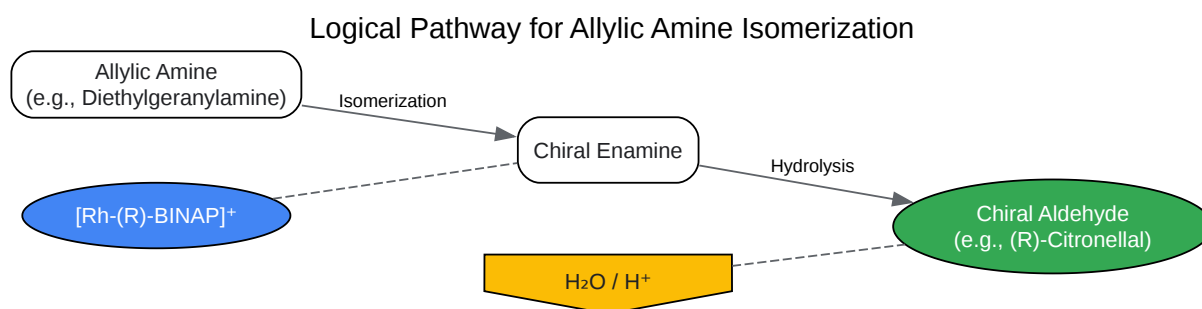 Logical Pathway for Allylic Amine Isomerization
Allylic Amine
(e.g., Diethylgeranylamine)
Isomerization
Chiral Enamine
Hydrolysis
[Rh-(R)-BINAP]⁺
Chiral Aldehyde
(e.g., (R)-Citronellal)
H₂O / H⁺